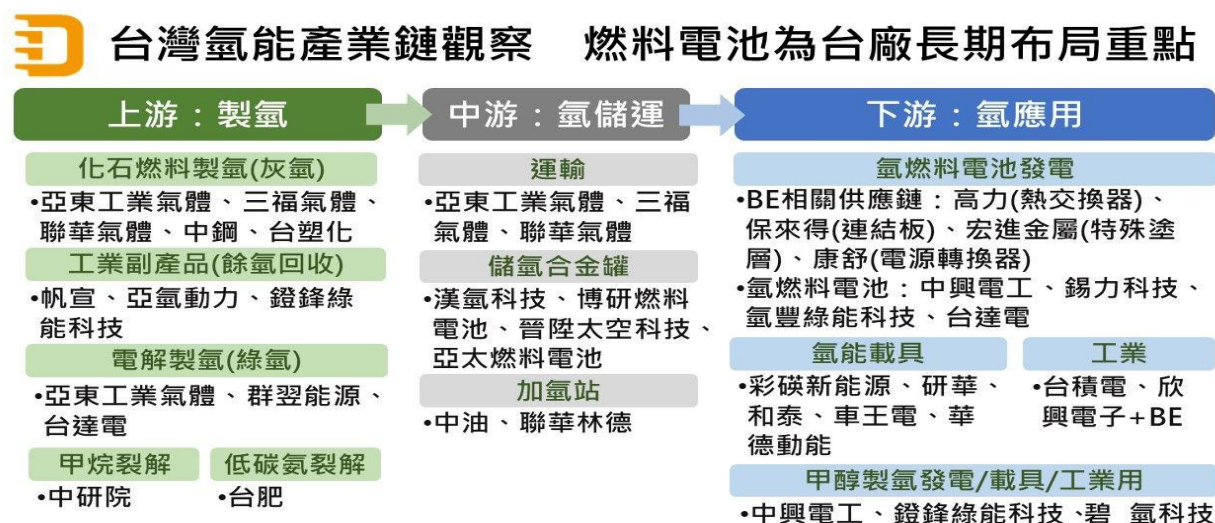 台灣氫能產業鏈觀察 燃料電池為台廠長期布局重點
上游：製氫
化石燃料製氫(灰氫)
•亞東工業氣體、三福氣體、
聯華氣體、中鋼、台塑化
工業副產品(餘氫回收)
•帆宣、亞氫動力、鐙鋒綠
能科技
電解製氫(綠氫)
•亞東工業氣體、群翌能源、
台達電
甲烷裂解
•中研院
低碳氨裂解
•台肥
中游：氫儲運
運輸
•亞東工業氣體、三福
氣體、聯華氣體
儲氫合金罐
•漢氫科技、博研燃料
電池、晉陞太空科技、
亞太燃料電池
加氫站
•中油、聯華林德
下游：氫應用
氫燃料電池發電
•BE相關供應鏈：高力(熱交換器)、
保來得(連結板)、宏進金屬(特殊塗
層)、康舒(電源轉換器)
•氫燃料電池：中興電工、錫力科技、
氫豐綠能科技、台達電
氫能載具
•彩碤新能源、研華、
和泰、車王電、華
德動能
工業
•台積電、欣
興電子+BE
甲醇製氫發電/載具/工業用
•中興電工、鐙鋒綠能科技、碧 氫科技